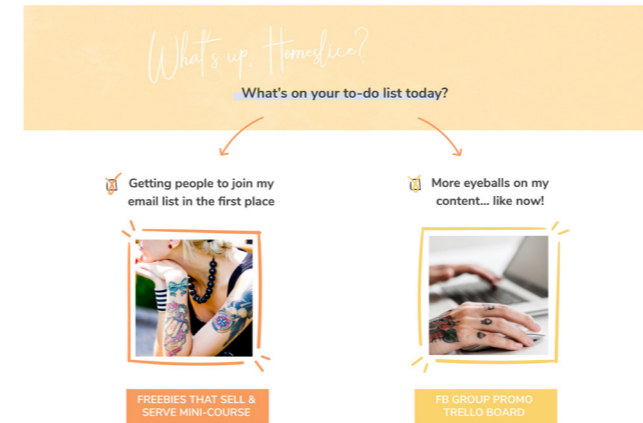 What's up, Homeslice?
What's on your to-do list today?
Getting people to join my
email list in the first place
More eyeballs on my
content... like now!
FREEBIES THAT SELL &
SERVE MINI-COURSE
FB GROUP PROMO
TRELLO BOARD